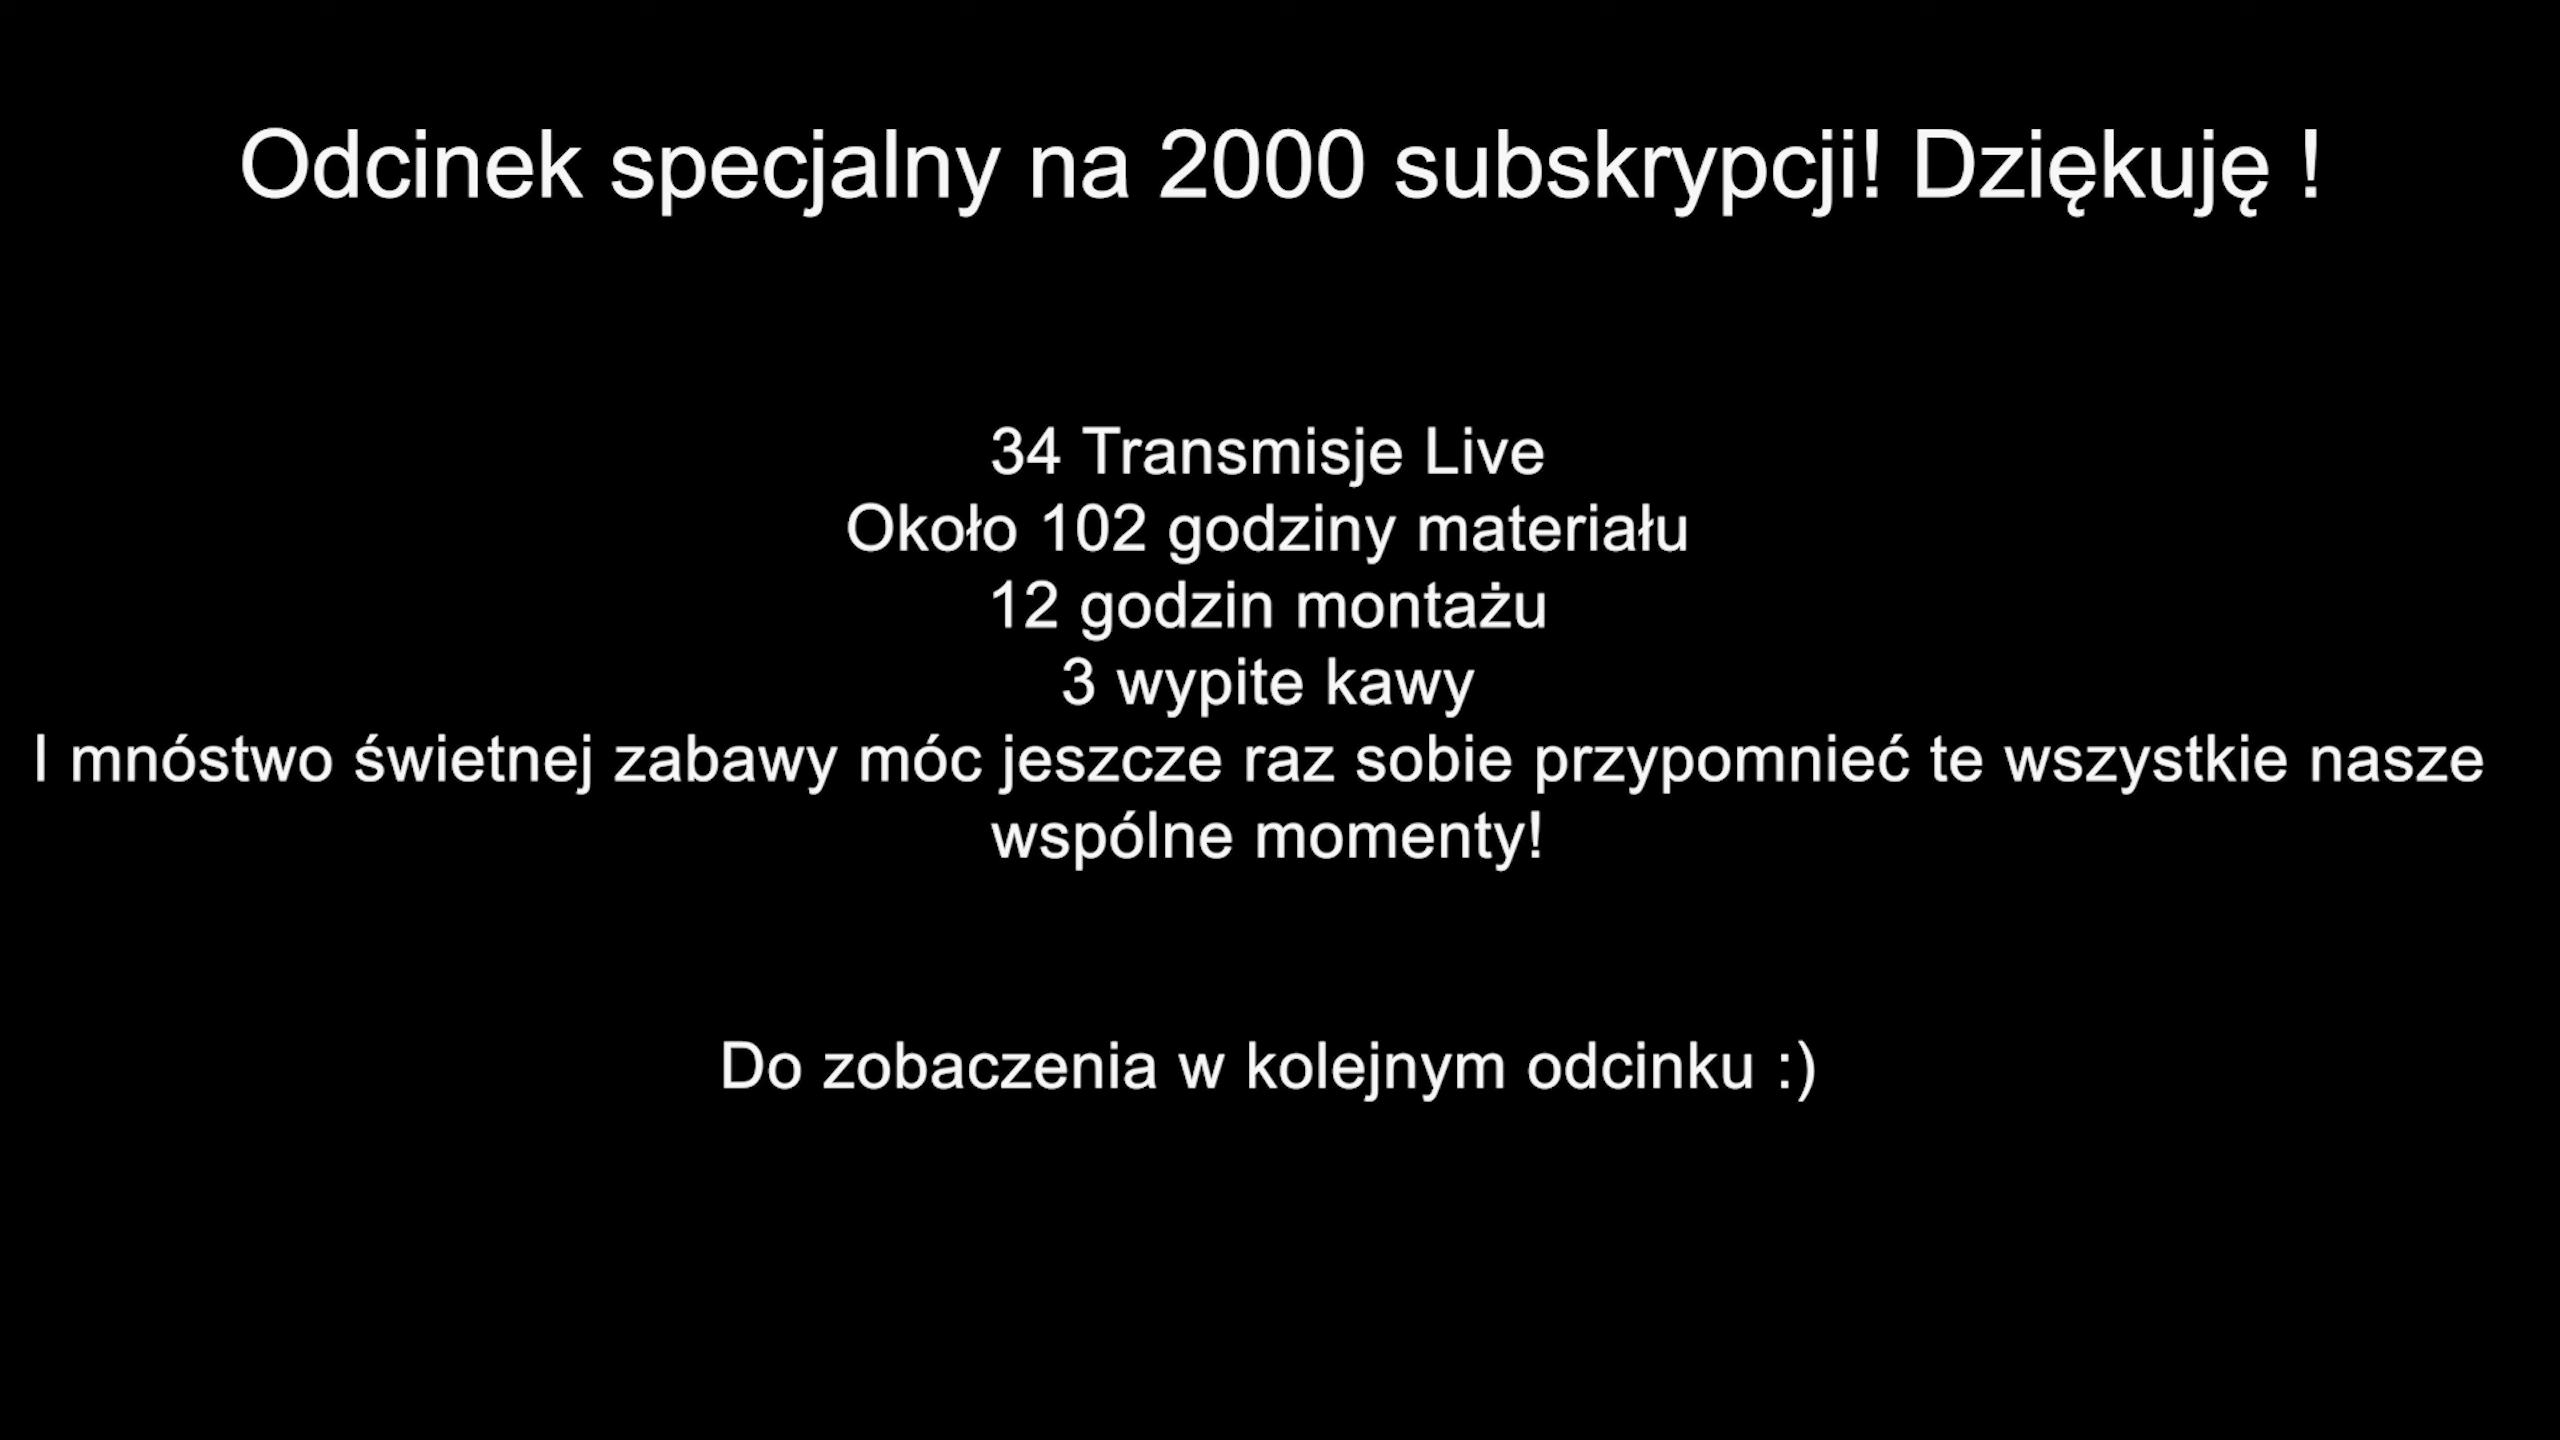 Odcinek specjalny na 2000 subskrypcji! Dziękuję !
34 Transmisje Live
Około 102 godziny materiału
12 godzin montażu
3 wypite kawy
I mnóstwo świetnej zabawy móc jeszcze raz sobie przypomnieć te wszystkie nasze
wspólne momenty!
Do zobaczenia w kolejnym odcinku :)